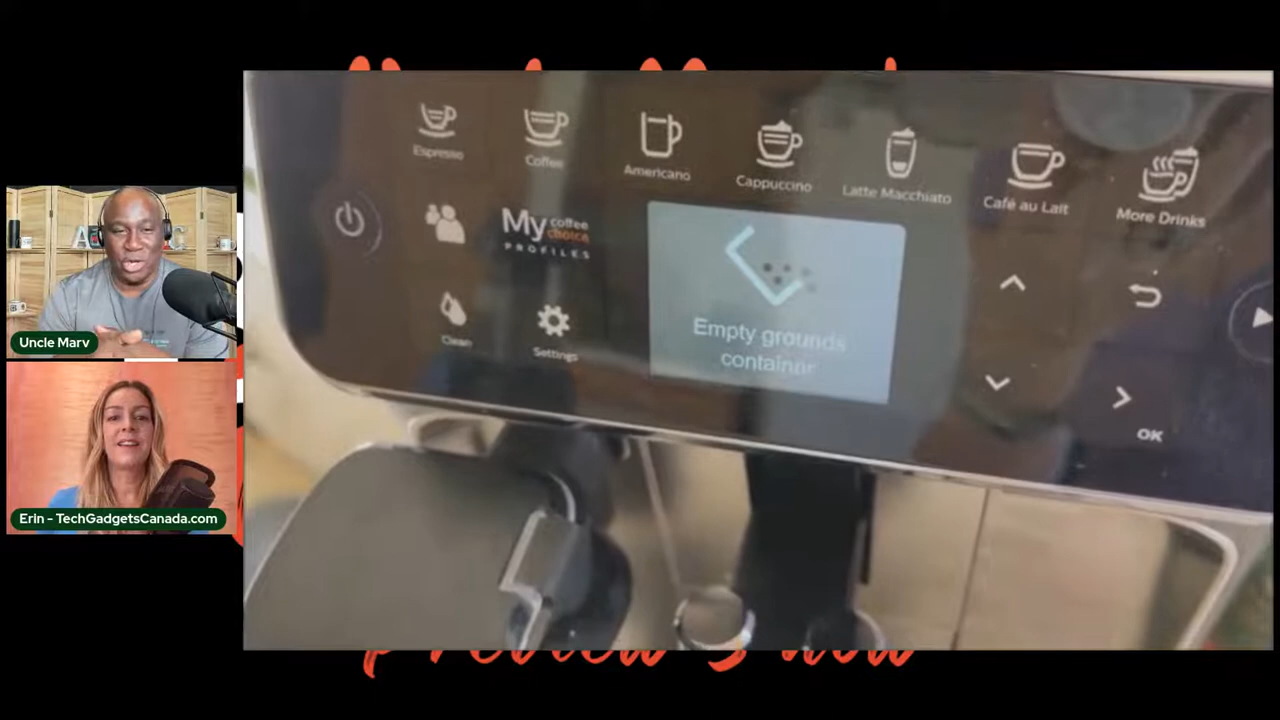 Espresso
Coffee
Americano
Cappuccino
Latte Macchiato
Café au Lait
More Drinks
My coffee choice
PROFILES
Clean
Settings
Empty grounds
container
OK
Uncle Marv
Erin - TechGadgetsCanada.com